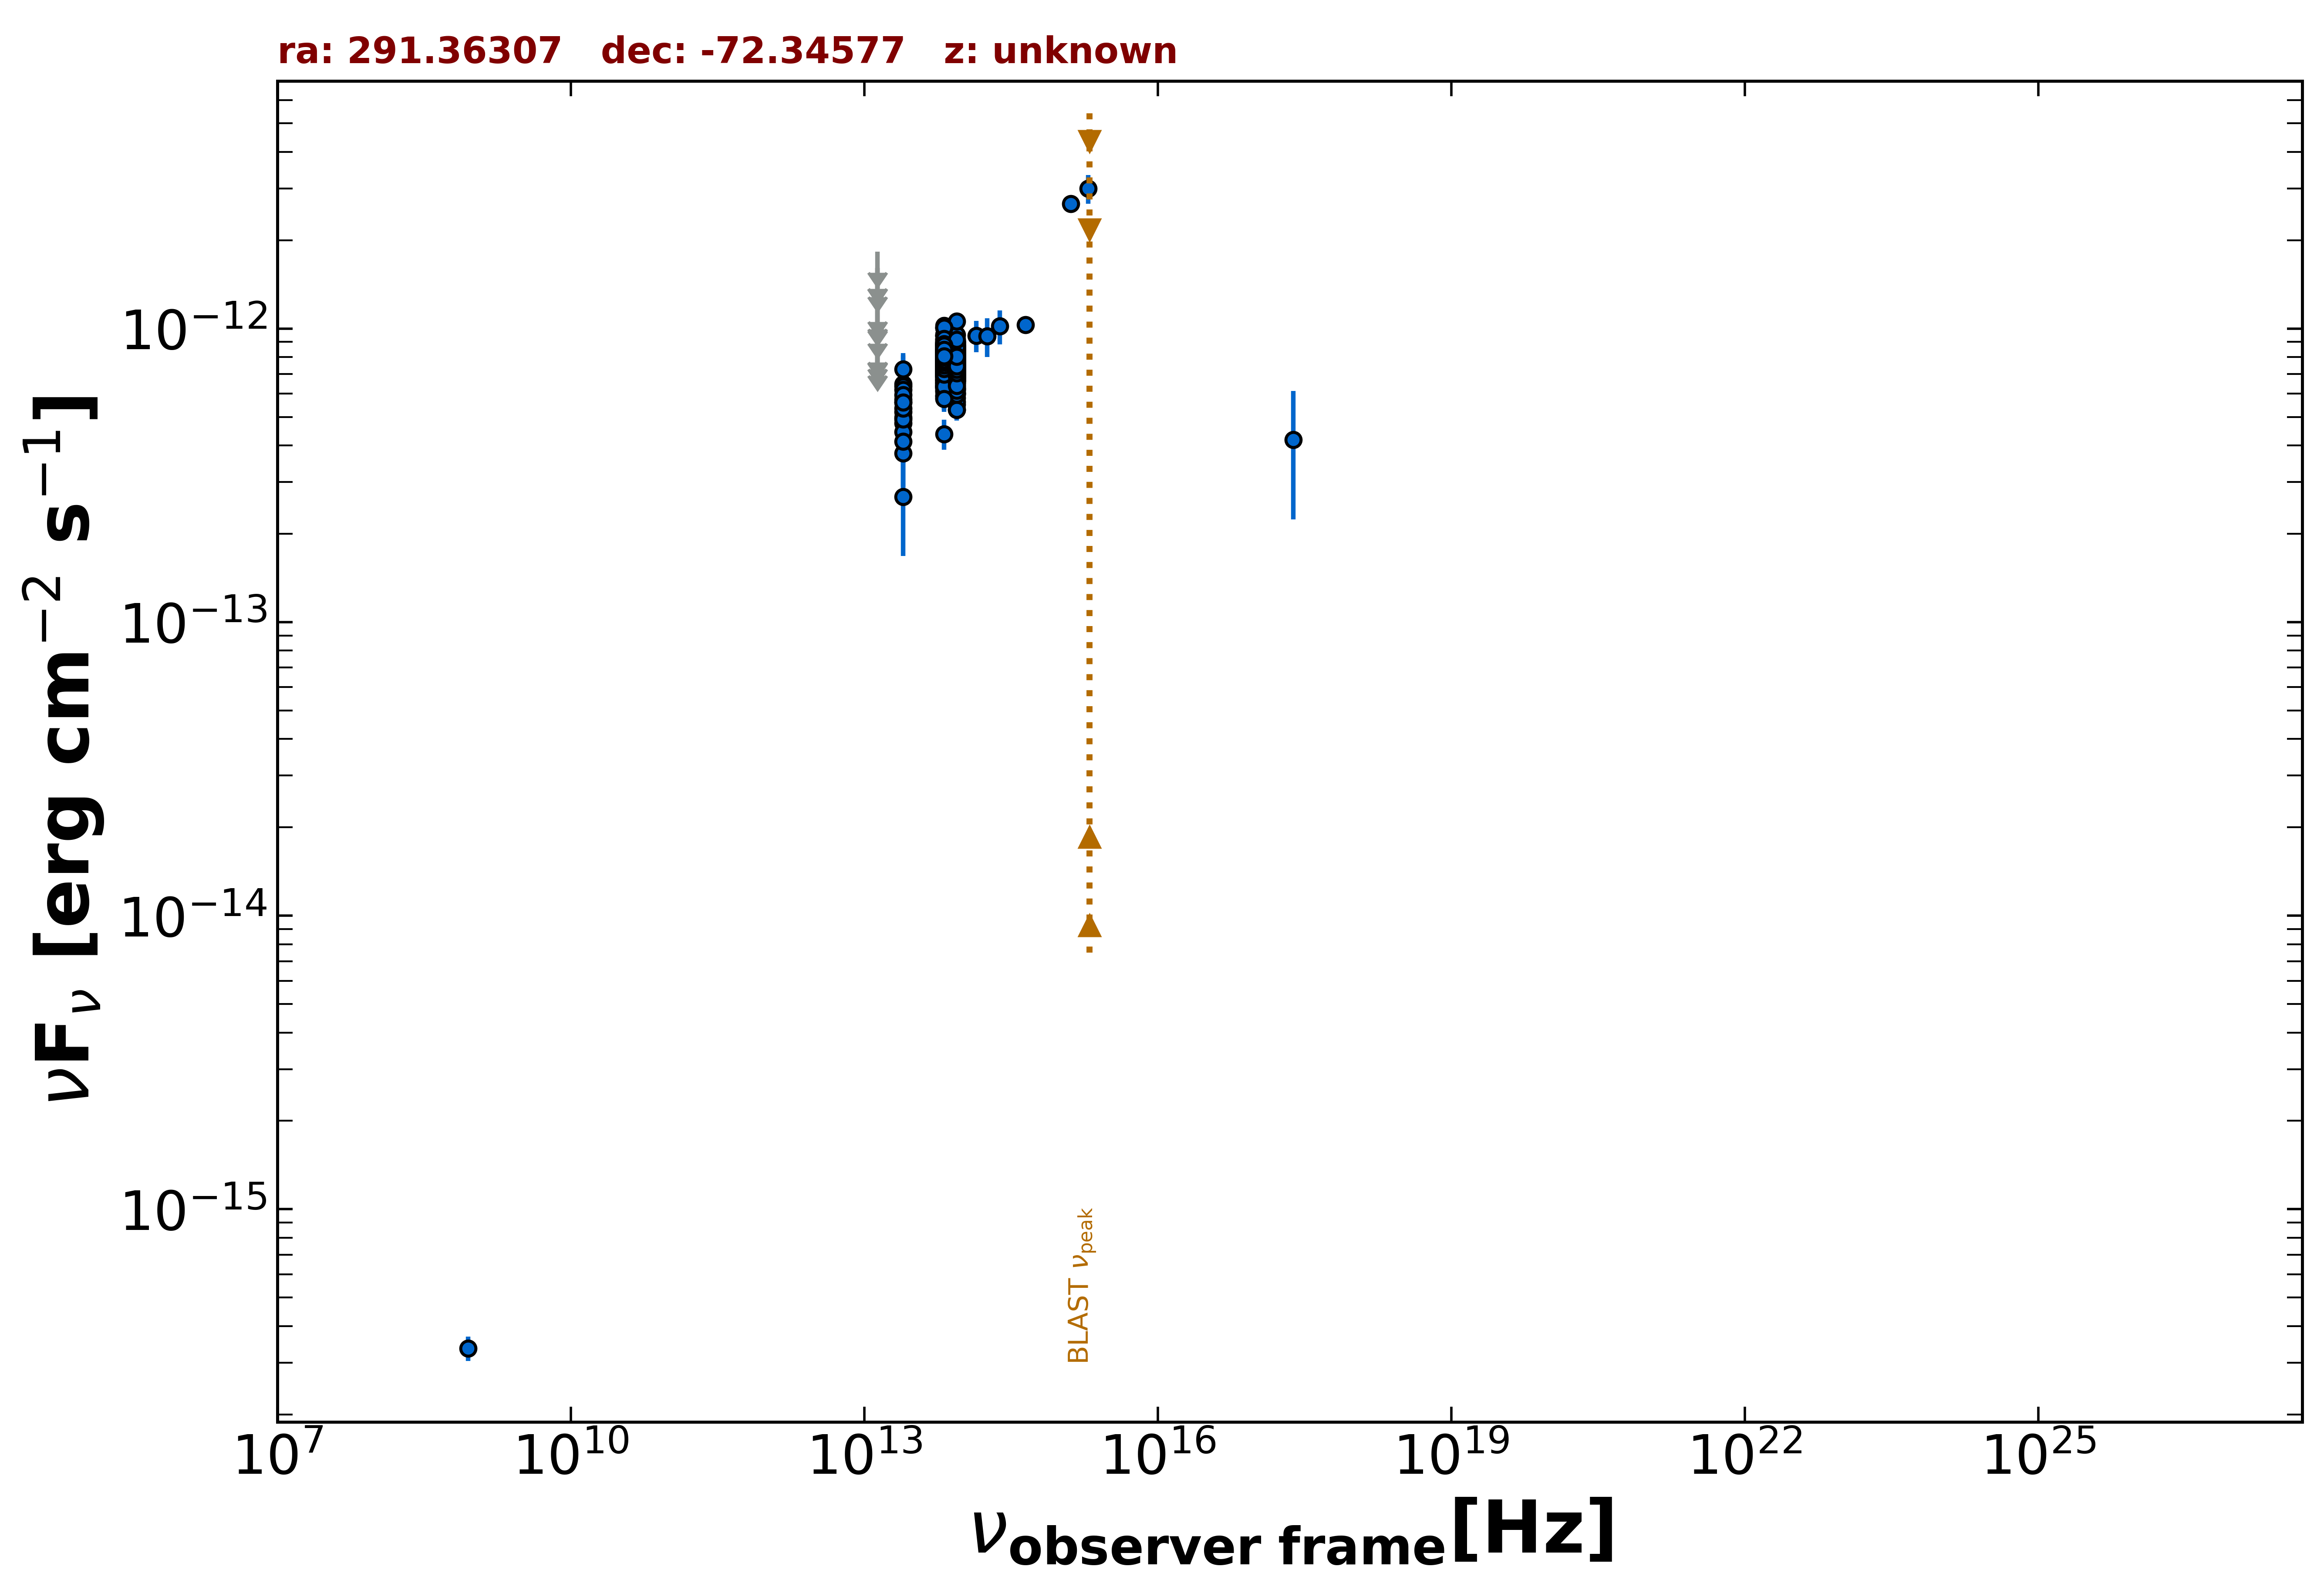 ra: 291.36307 dec: -72.34577 z: unknown
νFν [erg cm−2 s−1]
10−12
10−13
10−14
10−15
BLAST νpeak
107 1010 1013 1016 1019 1022 1025
νobserver frame[Hz]